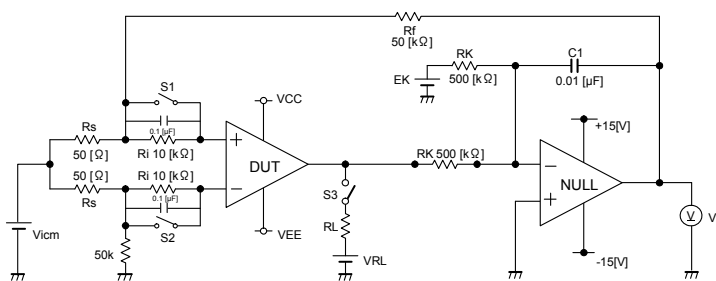 Rf
50 [kΩ]
RK
500 [kΩ]
EK
C1
0.01 [μF]
S1
VCC
+15[V]
0.1 [μF]
Rs
50 [Ω]
Ri 10 [kΩ]
+
DUT
RK 500 [kΩ]
−
NULL
+
50 [Ω]
Rs
Ri 10 [kΩ]
−
0.1 [μF]
S3
V
V
Vicm
S2
VEE
RL
50k
VRL
-15[V]